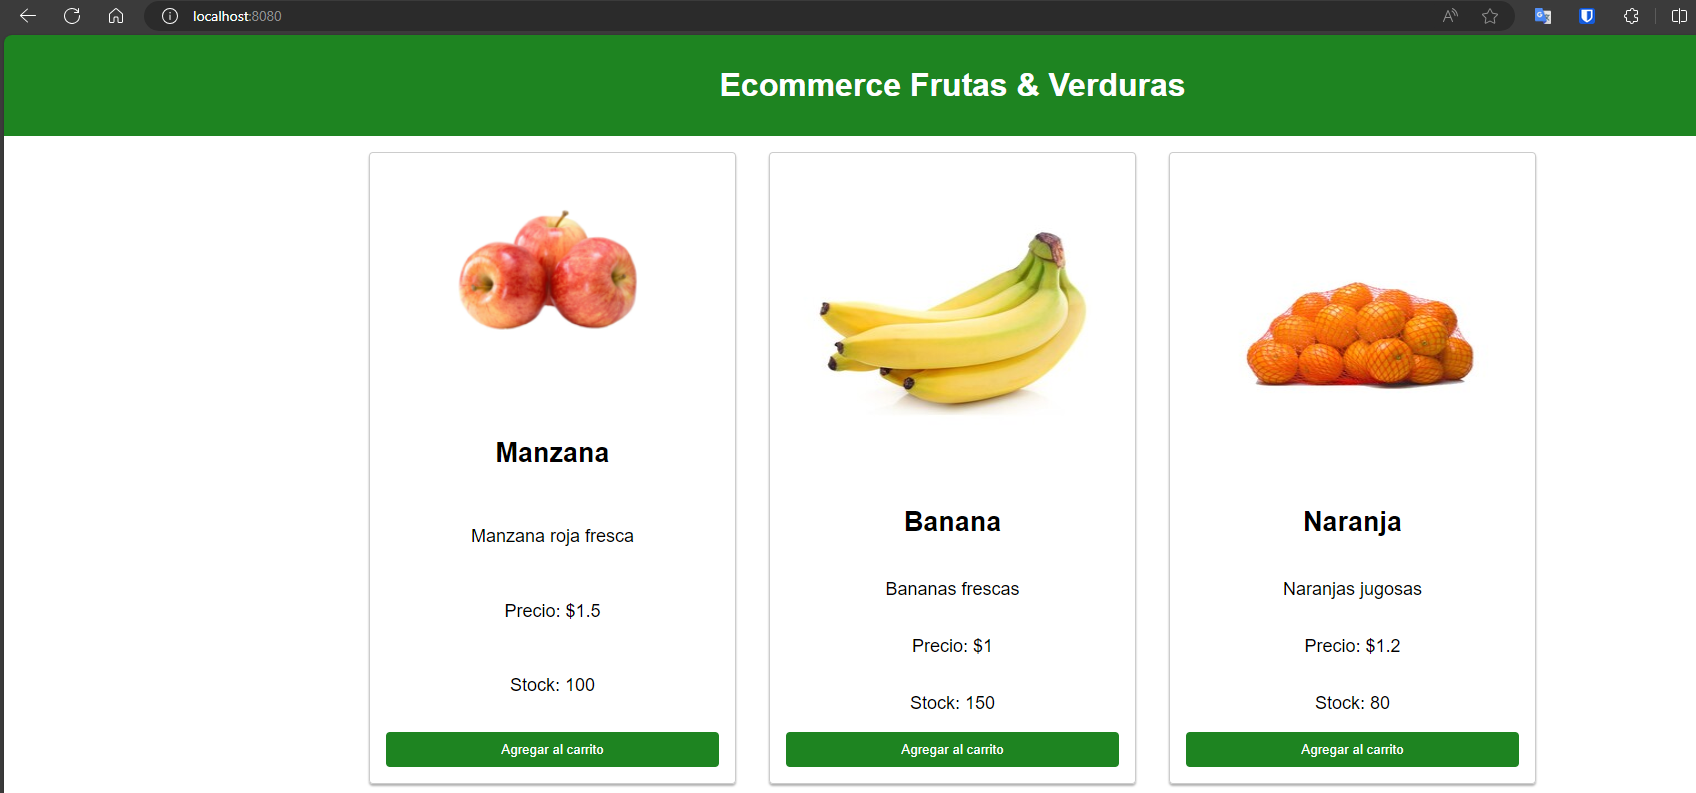 localhost:8080
Ecommerce Frutas & Verduras
Manzana
Manzana roja fresca
Precio: $1.5
Stock: 100
Agregar al carrito
Banana
Bananas frescas
Precio: $1
Stock: 150
Agregar al carrito
Naranja
Naranjas jugosas
Precio: $1.2
Stock: 80
Agregar al carrito